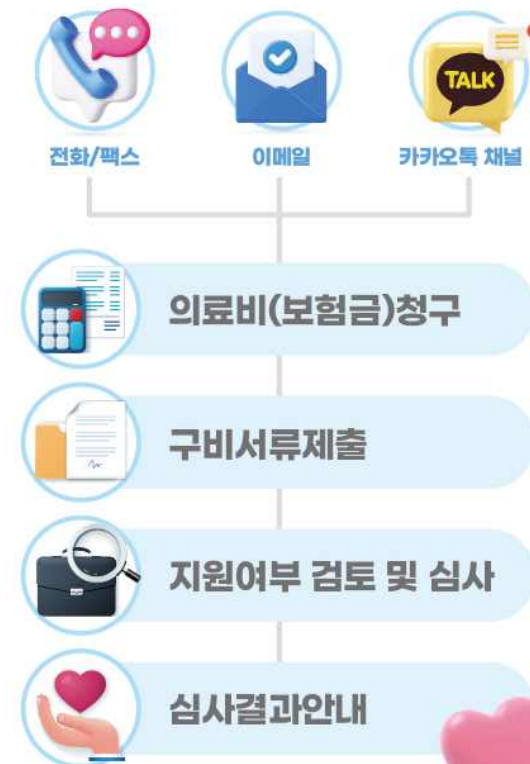 TALK
전화/팩스
이메일
카카오톡 채널
의료비(보험금)청구
구비서류제출
지원여부 검토 및 심사
심사결과안내